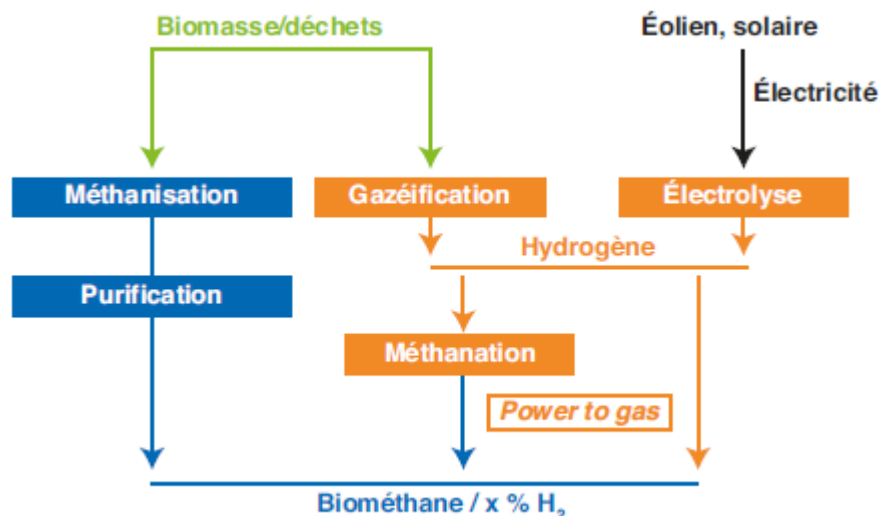 Biomasse/déchets
Éolien, solaire
Électricité
Méthanisation
Gazéification
Électrolyse
Hydrogène
Purification
Méthanation
Power to gas
Biométhane / x % H₂